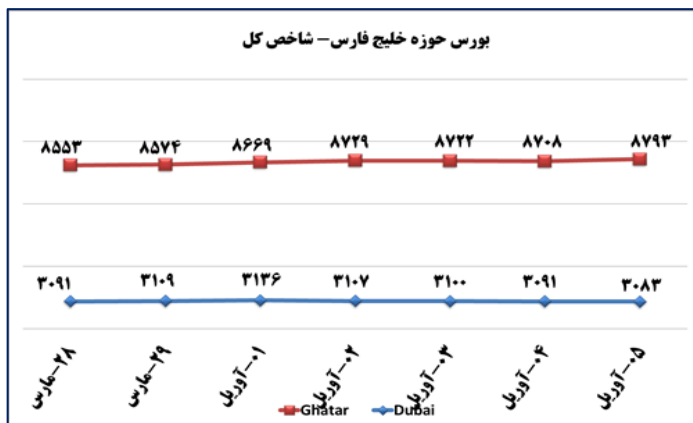 بورس حوزه خلیج فارس– شاخص کل
۸۵۵۳ ۸۵۷۴ ۸۶۶۹ ۸۷۲۹ ۸۷۲۲ ۸۷۰۸ ۸۷۹۳
۳۰۹۱ ۳۱۰۹ ۳۱۳۶ ۳۱۰۷ ۳۱۰۰ ۳۰۹۱ ۳۰۸۳
۲۸-مارس
۲۹-مارس
۰۱-آوریل
۰۲-آوریل
۰۳-آوریل
۰۴-آوریل
۰۵-آوریل
Ghatar Dubai